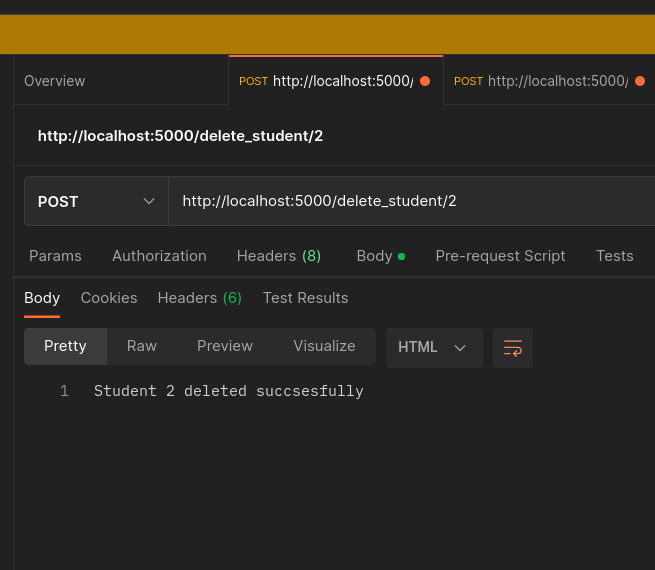 Overview POST http://localhost:5000/ POST http://localhost:5000/
http://localhost:5000/delete_student/2
POST http://localhost:5000/delete_student/2
Params Authorization Headers (8) Body Pre-request Script Tests
Body Cookies Headers (6) Test Results
Pretty Raw Preview Visualize HTML
1 Student 2 deleted succsesfully